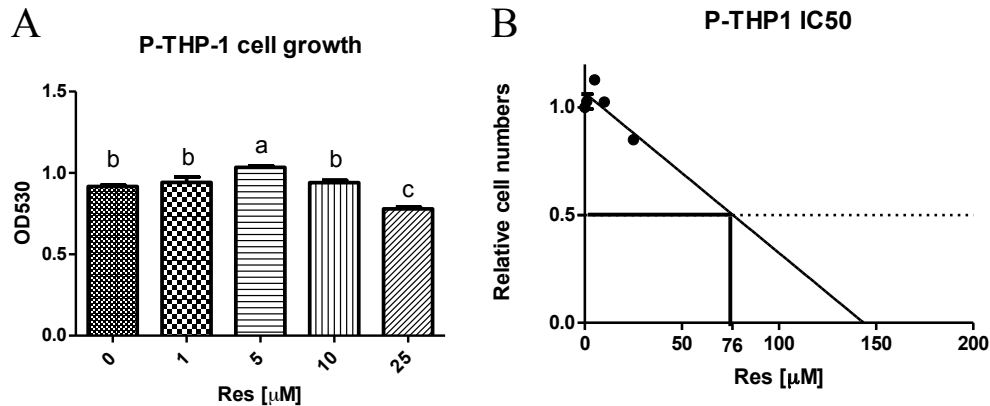 A
P-THP-1 cell growth
OD530
1.5
1.0
0.5
0.0
b
b
a
b
c
0
1
5
10
25
Res [μM]
B
P-THP1 IC50
Relative cell numbers
1.0
0.5
0.0
0
50
76
100
150
200
Res [μM]